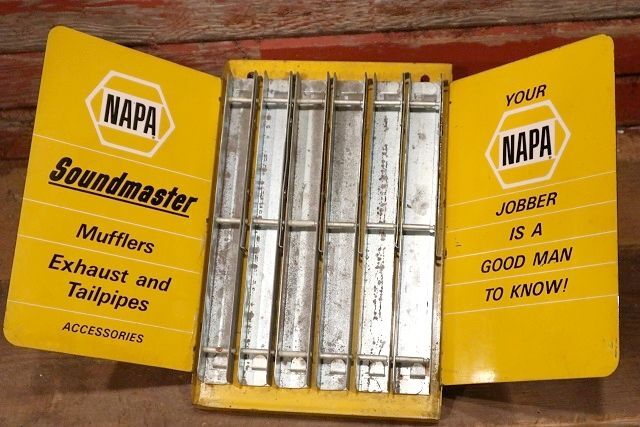 NAPA
Soundmaster
Mufflers
Exhaust and
Tailpipes
ACCESSORIES
YOUR
NAPA
JOBBER
IS A
GOOD MAN
TO KNOW!